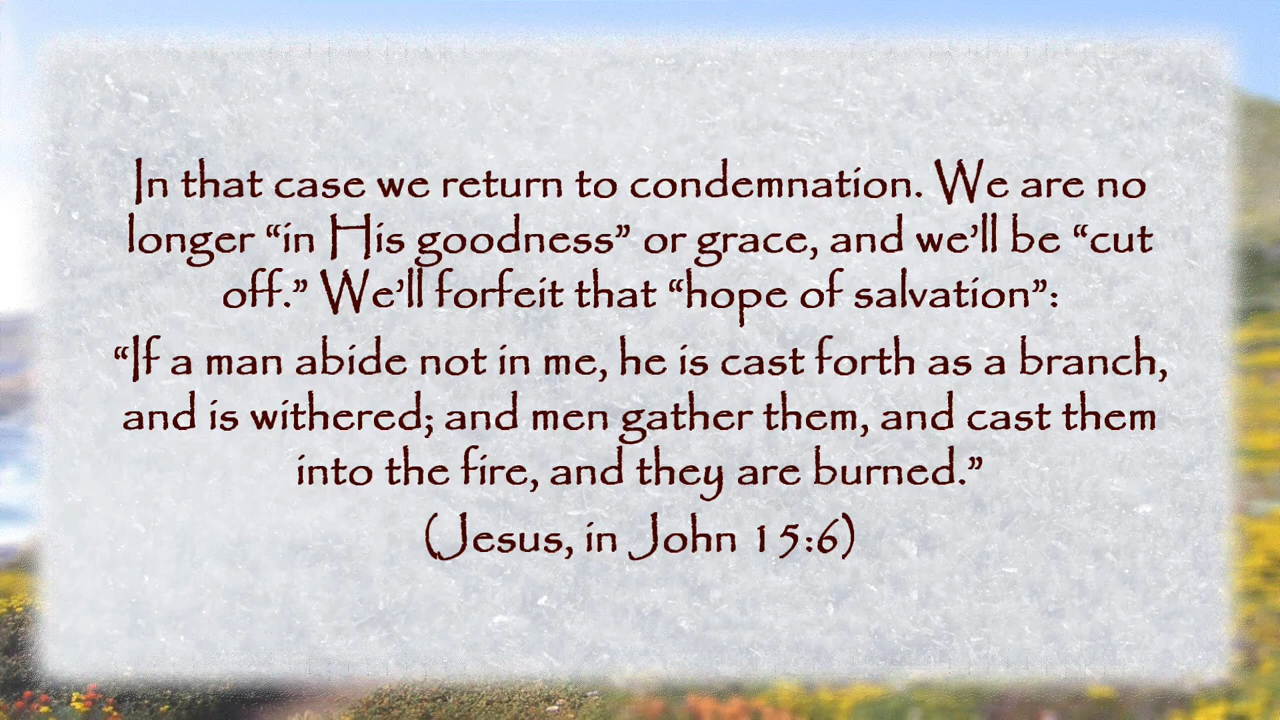 In that case we return to condemnation. We are no
longer “in His goodness” or grace, and we’ll be “cut
off.” We’ll forfeit that “hope of salvation”:
“If a man abide not in me, he is cast forth as a branch,
and is withered; and men gather them, and cast them
into the fire, and they are burned.”
(Jesus, in John 15:6)